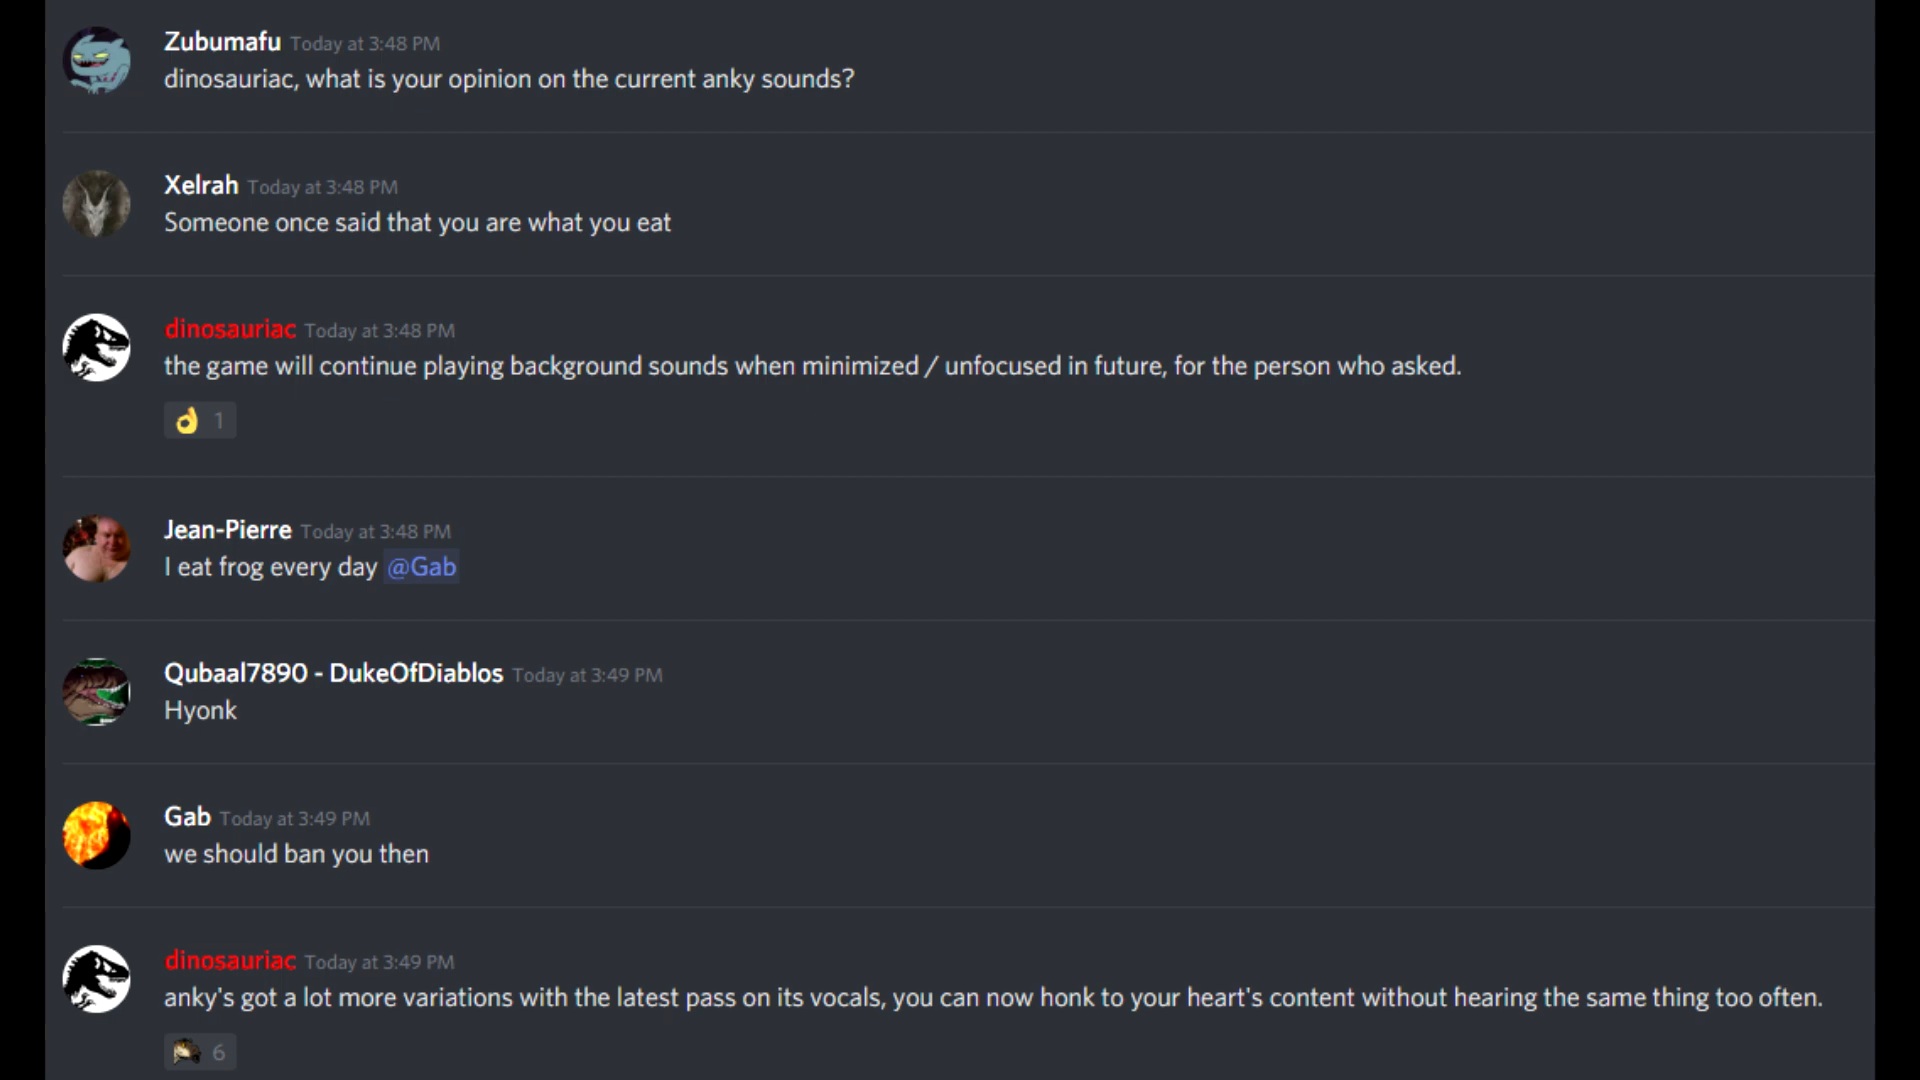 Zubumafu Today at 3:48 PM
dinosauriac, what is your opinion on the current anky sounds?
Xelrah Today at 3:48 PM
Someone once said that you are what you eat
dinosauriac Today at 3:48 PM
the game will continue playing background sounds when minimized / unfocused in future, for the person who asked.
1
Jean-Pierre Today at 3:48 PM
I eat frog every day @Gab
Qubaal7890 - DukeOfDiablos Today at 3:49 PM
Hyonk
Gab Today at 3:49 PM
we should ban you then
dinosauriac Today at 3:49 PM
anky's got a lot more variations with the latest pass on its vocals, you can now honk to your heart's content without hearing the same thing too often.
6